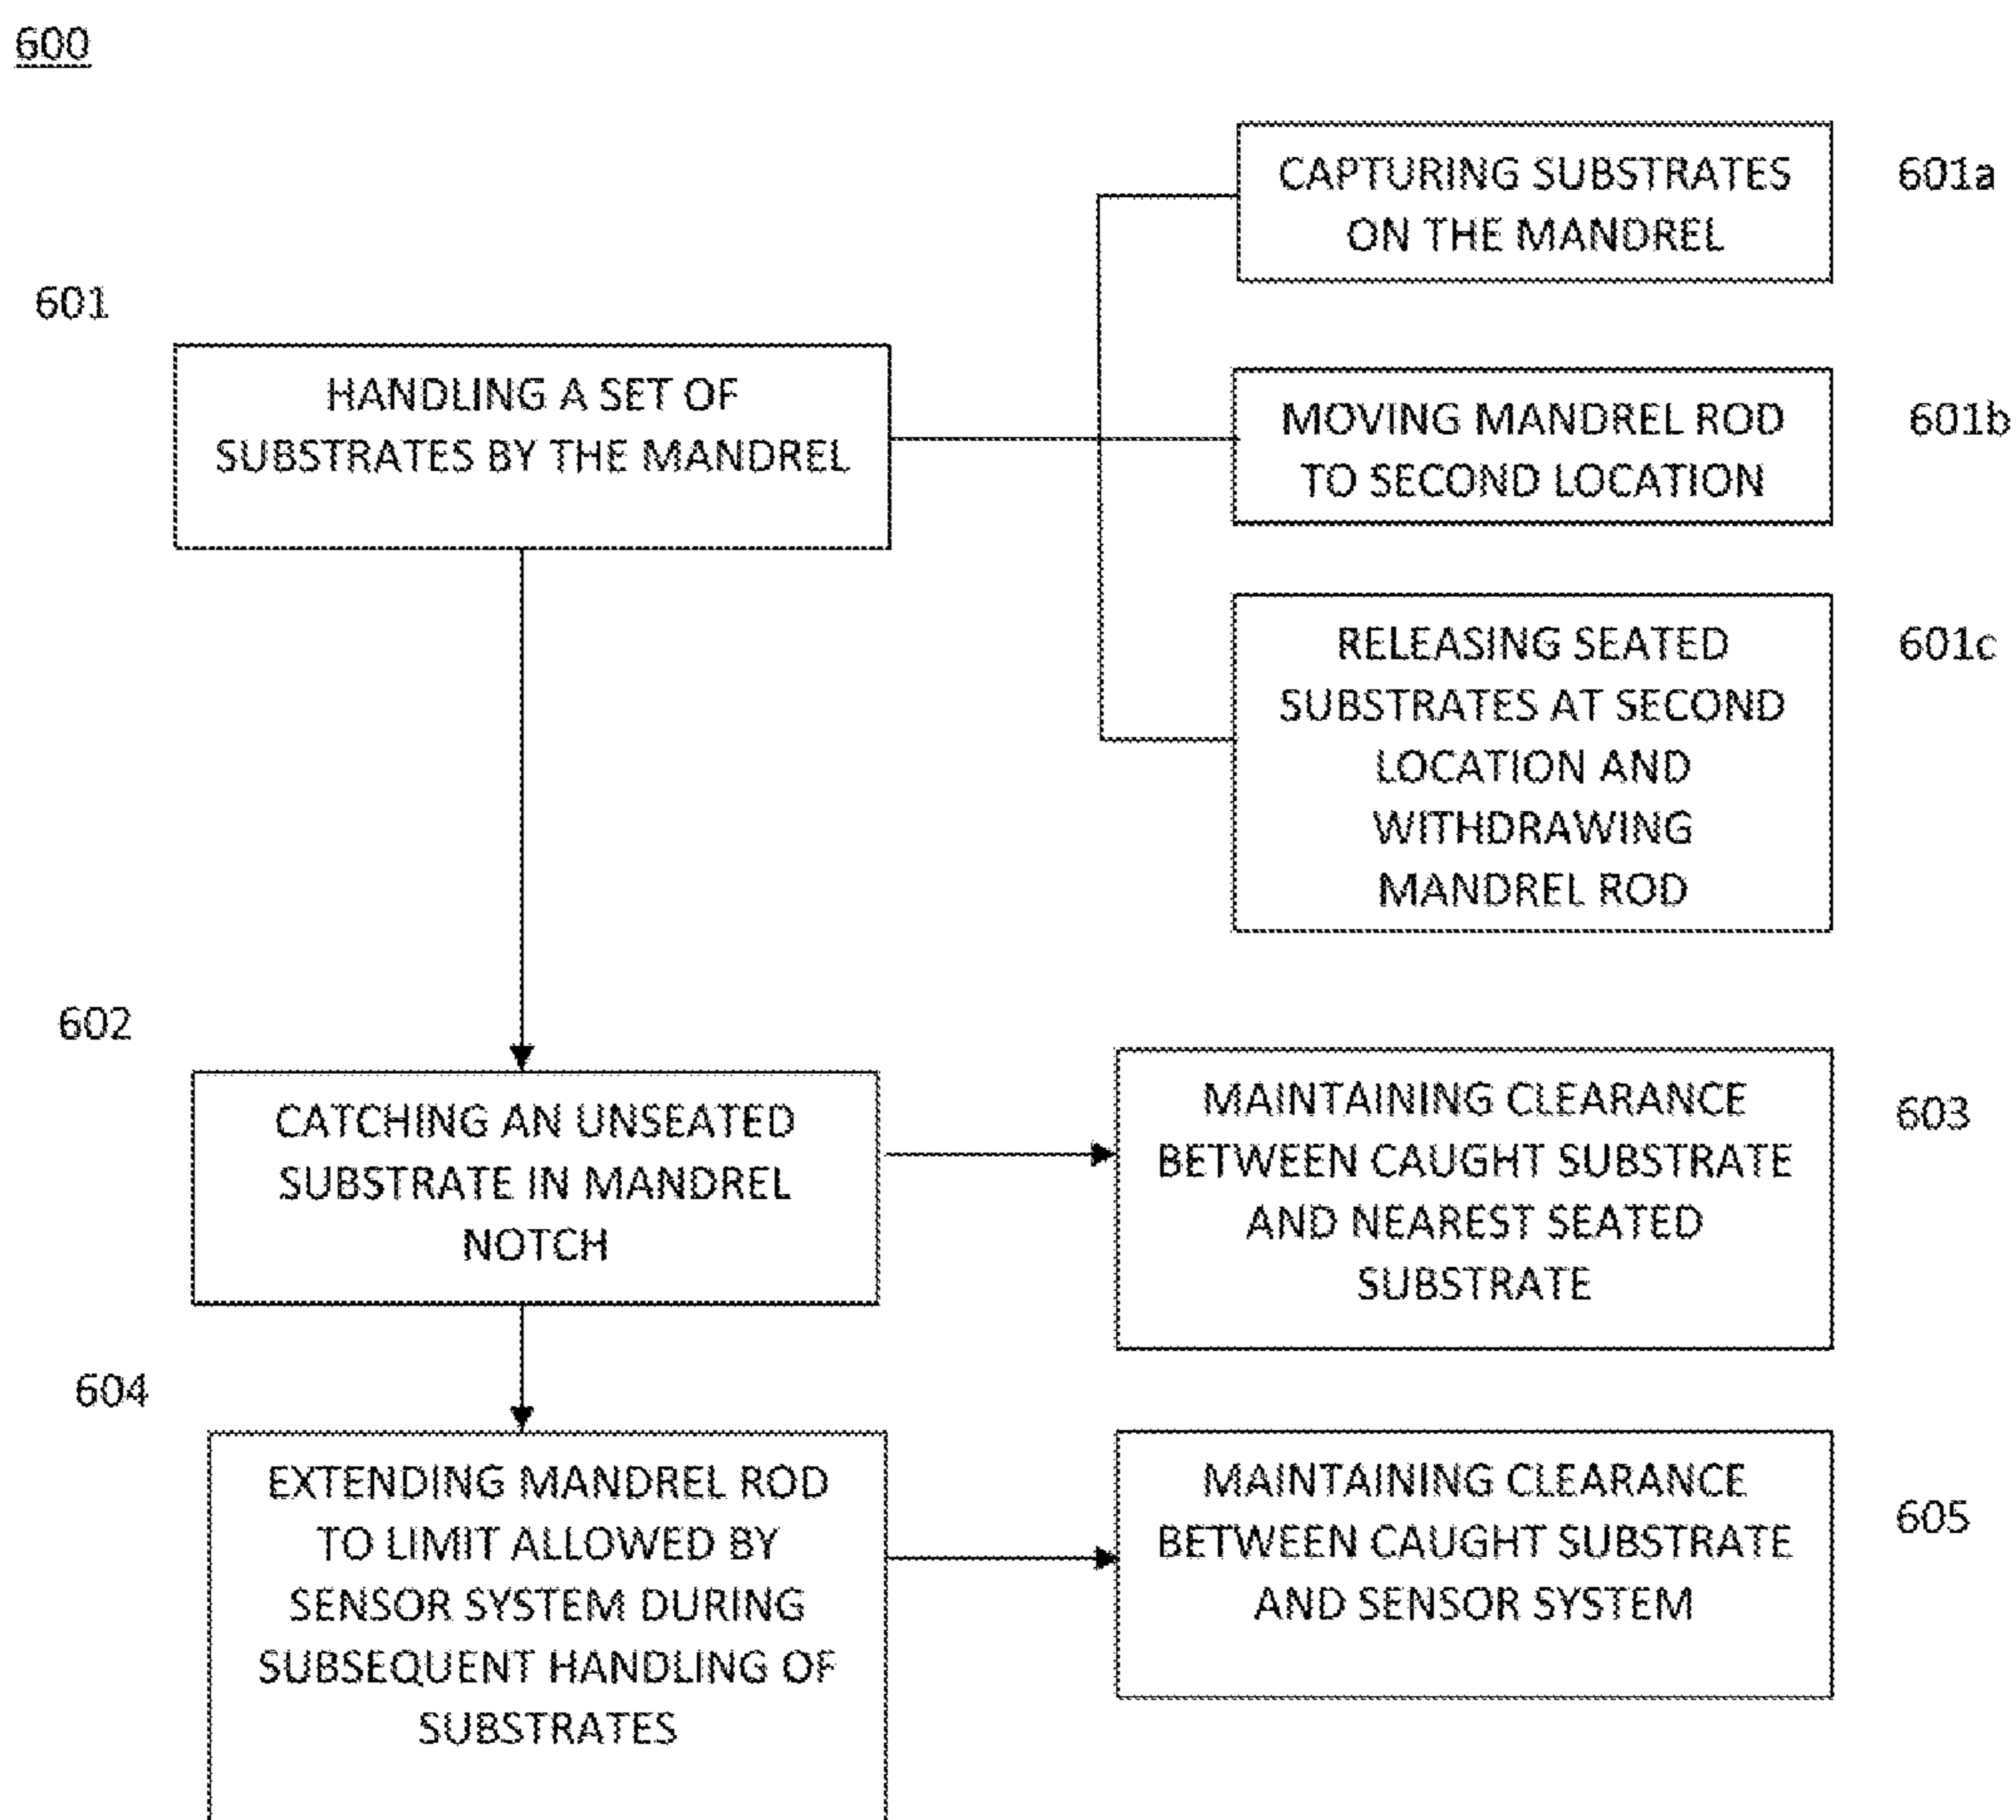 600
601
HANDLING A SET OF
SUBSTRATES BY THE MANDREL
CAPTURING SUBSTRATES
ON THE MANDREL
601a
MOVING MANDREL ROD
TO SECOND LOCATION
601b
RELEASING SEATED
SUBSTRATES AT SECOND
LOCATION AND
WITHDRAWING
MANDREL ROD
601c
602
CATCHING AN UNSEATED
SUBSTRATE IN MANDREL
NOTCH
MAINTAINING CLEARANCE
BETWEEN CAUGHT SUBSTRATE
AND NEAREST SEATED
SUBSTRATE
603
604
EXTENDING MANDREL ROD
TO LIMIT ALLOWED BY
SENSOR SYSTEM DURING
SUBSEQUENT HANDLING OF
SUBSTRATES
MAINTAINING CLEARANCE
BETWEEN CAUGHT SUBSTRATE
AND SENSOR SYSTEM
605